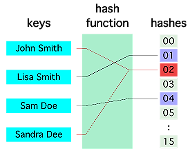 keys
hash
function
hashes
John Smith
Lisa Smith
Sam Doe
Sandra Dee
00
01
02
03
04
05
:
15